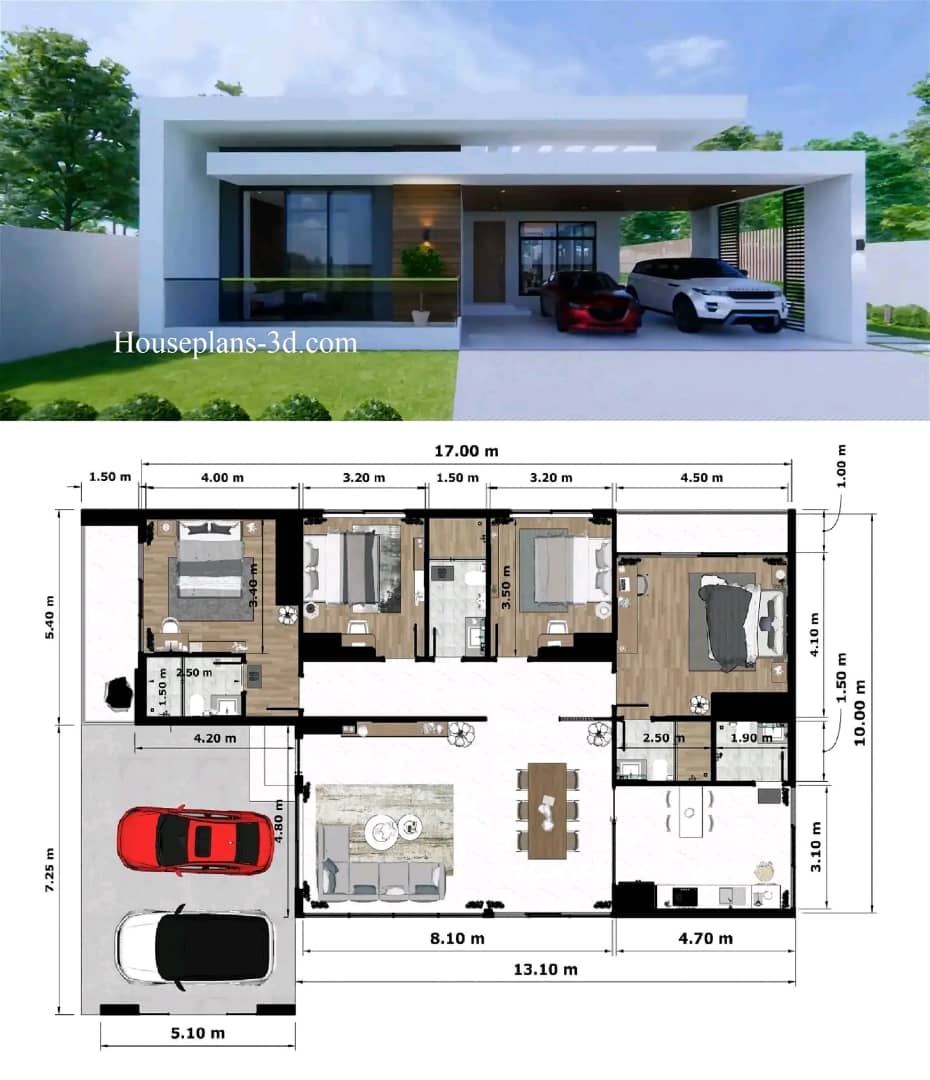 Houseplans-3d.com
17.00 m
1.50 m
4.00 m
3.20 m
1.50 m
3.20 m
4.50 m
1.00 m
5.40 m
3.40 m
3.50 m
4.10 m
1.50 m
2.50 m
1.50 m
10.00 m
4.20 m
2.50 m
1.90 m
7.25 m
4.80 m
3.10 m
8.10 m
4.70 m
13.10 m
5.10 m